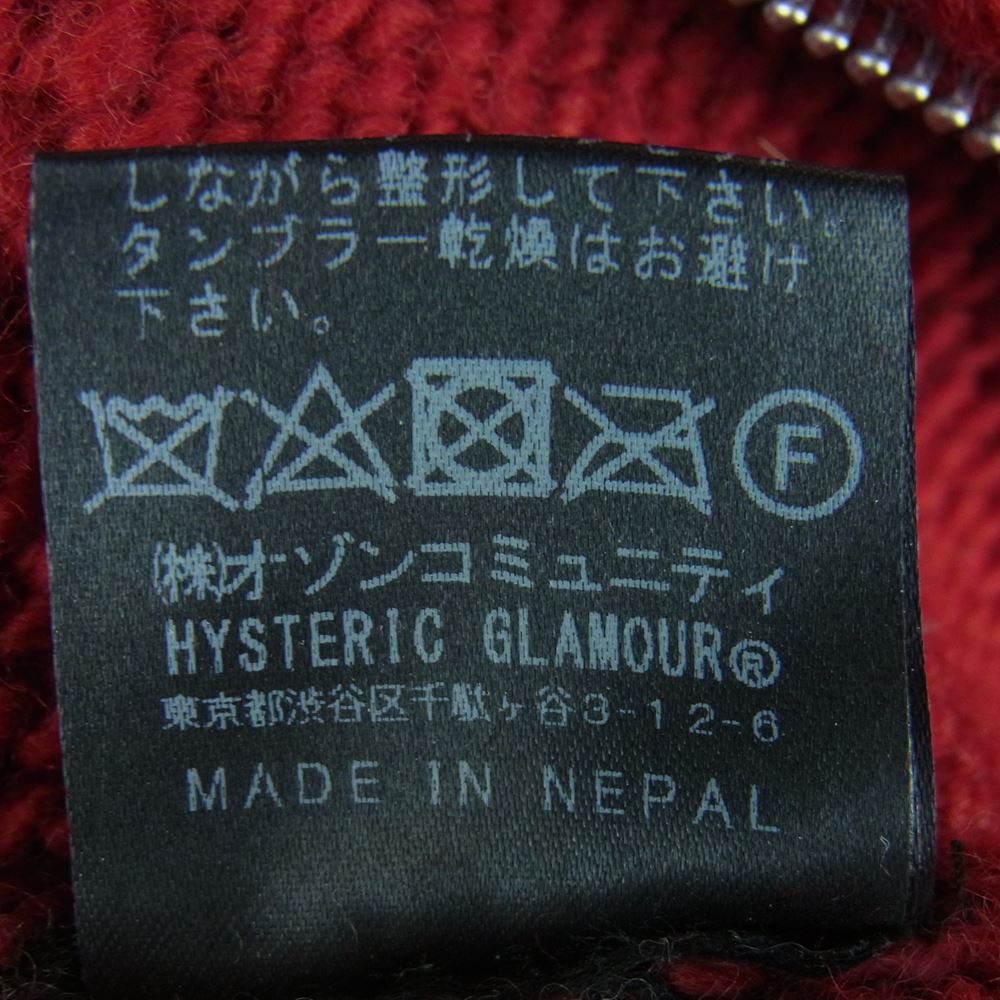 しながら整形して下さい。
タンブラー乾燥はお避け
下さい。
F
(株)オゾンコミュニティ
HYSTERIC GLAMOUR®
東京都渋谷区千駄ヶ谷3-12-6
MADE IN NEPAL